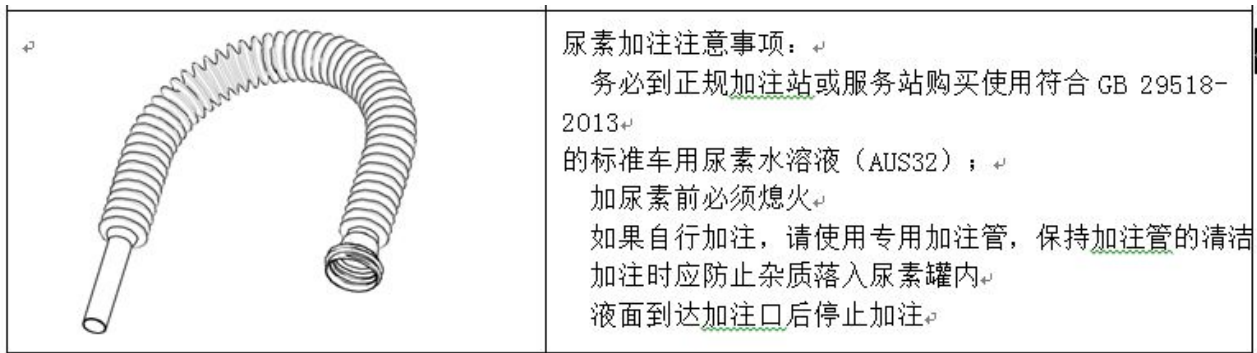 尿素加注注意事项：
务必到正规加注站或服务站购买使用符合 GB 29518-
2013
的标准车用尿素水溶液（AUS32）；
加尿素前必须熄火
如果自行加注，请使用专用加注管，保持加注管的清洁
加注时应防止杂质落入尿素罐内
液面到达加注口后停止加注